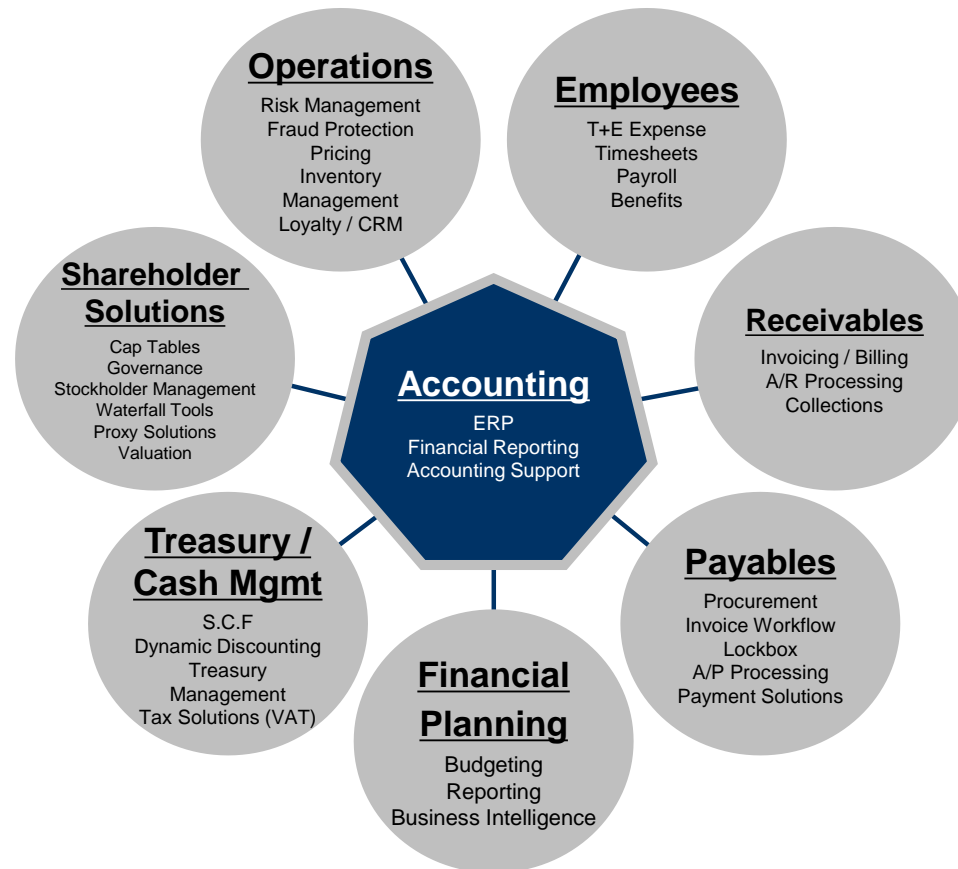 Operations
Risk Management
Fraud Protection
Pricing
Inventory
Management
Loyalty / CRM
Employees
T+E Expense
Timesheets
Payroll
Benefits
Shareholder
Solutions
Cap Tables
Governance
Stockholder Management
Waterfall Tools
Proxy Solutions
Valuation
Accounting
ERP
Financial Reporting
Accounting Support
Receivables
Invoicing / Billing
A/R Processing
Collections
Treasury /
Cash Mgmt
S.C.F
Dynamic Discounting
Treasury
Management
Tax Solutions (VAT)
Financial
Planning
Budgeting
Reporting
Business Intelligence
Payables
Procurement
Invoice Workflow
Lockbox
A/P Processing
Payment Solutions